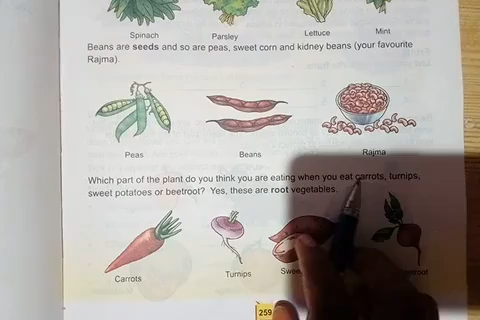 Spinach Parsley Lettuce Mint
Beans are seeds and so are peas, sweet corn and kidney beans (your favourite
Rajma).
Peas Beans Rajma
Which part of the plant do you think you are eating when you eat carrots, turnips,
sweet potatoes or beetroot? Yes, these are root vegetables.
Carrots Turnips
259